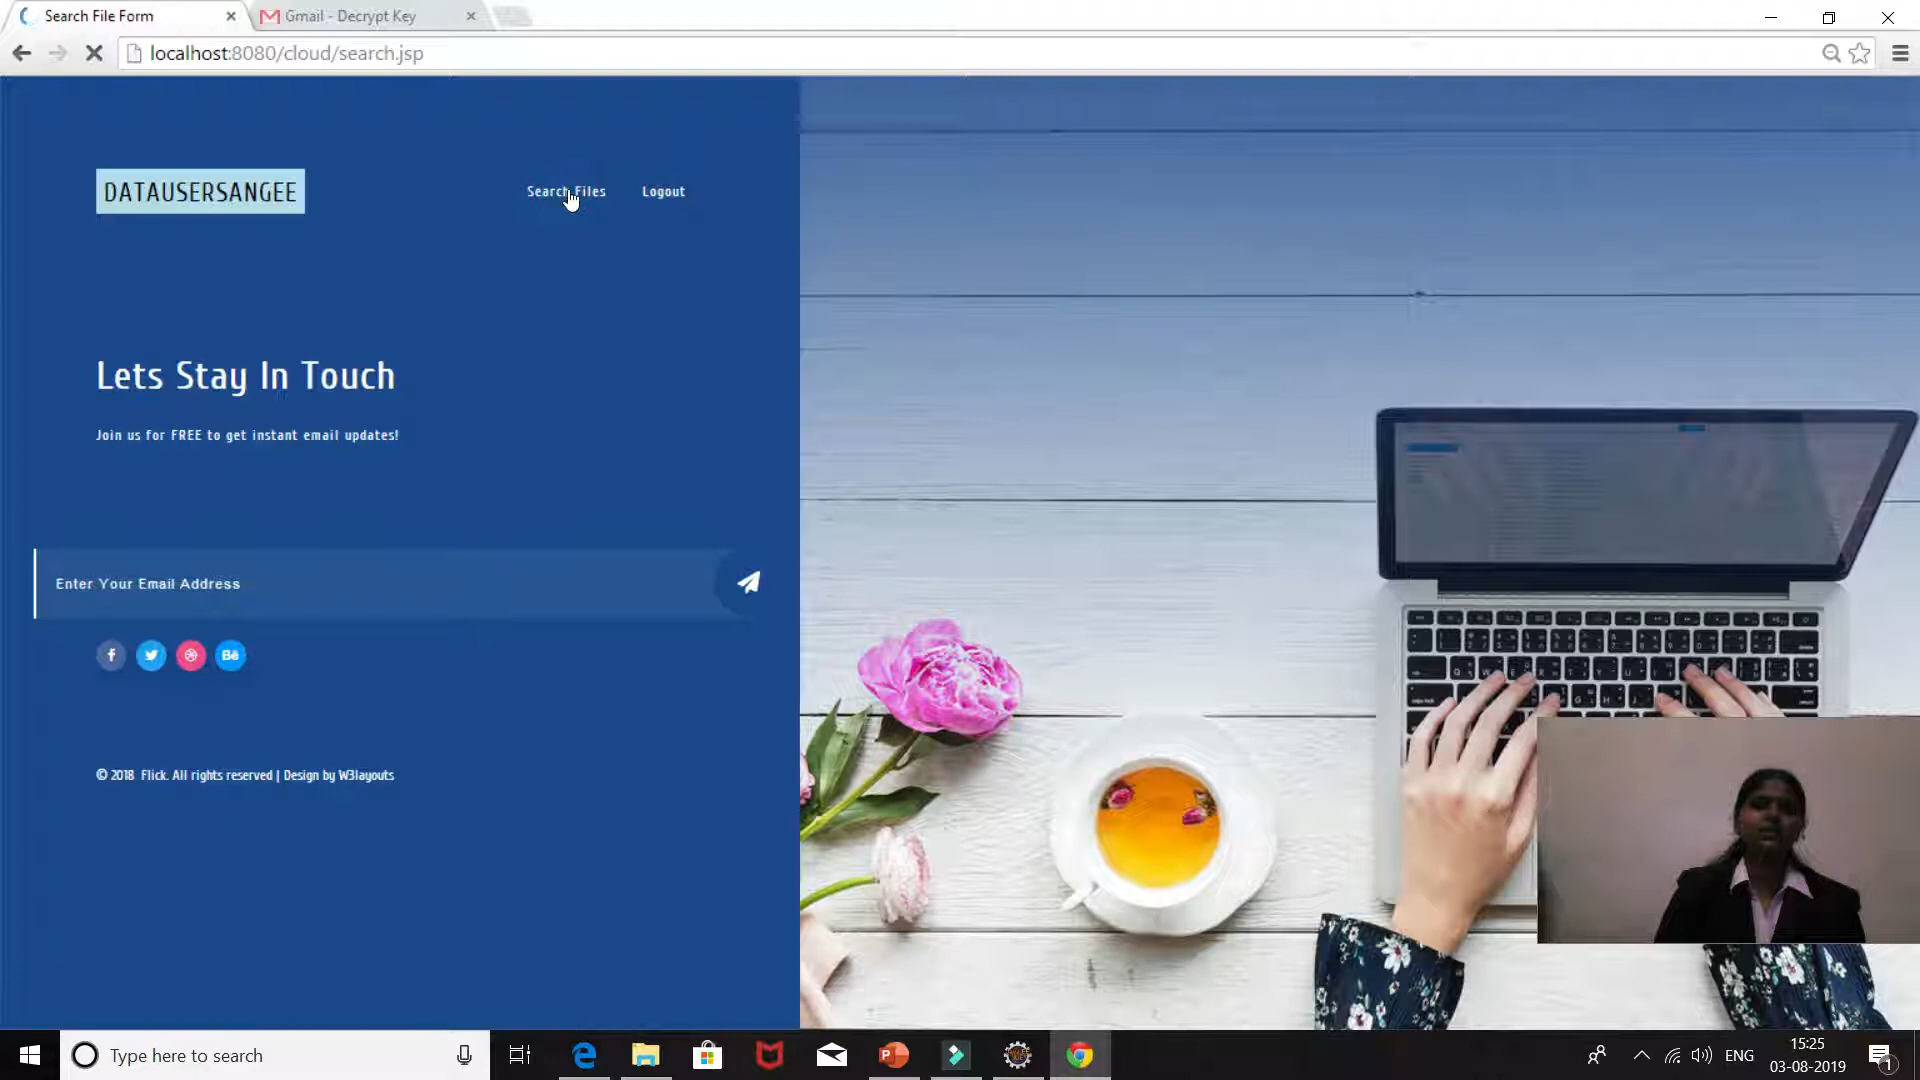 Search File Form
Gmail - Decrypt Key
localhost:8080/cloud/search.jsp
DATAUSERSANGEE
Search Files
Logout
Lets Stay In Touch
Join us for FREE to get instant email updates!
Enter Your Email Address
Bē
© 2018 Flick. All rights reserved | Design by W3layouts
Type here to search
ENG
15:25
03-08-2019
1